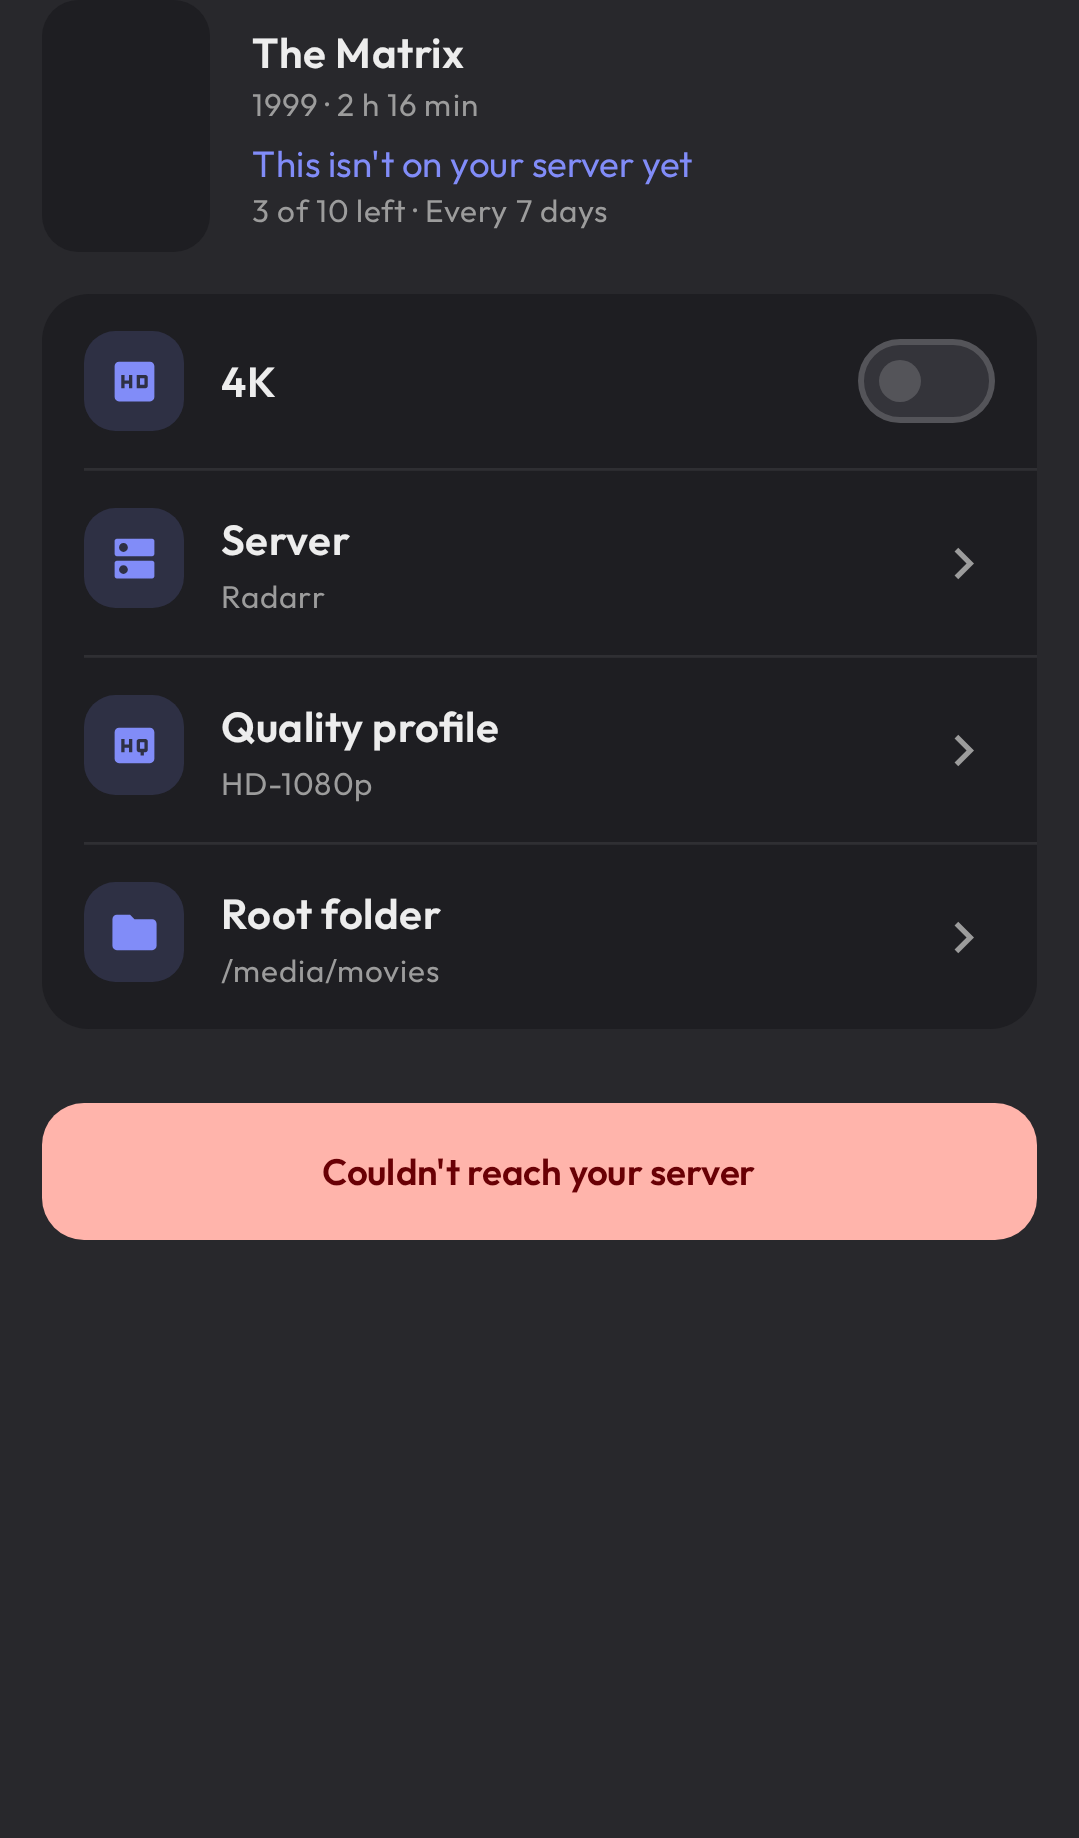 The Matrix
1999 · 2 h 16 min
This isn't on your server yet
3 of 10 left · Every 7 days
HD
4K
Server
Radarr
HQ
Quality profile
HD-1080p
Root folder
/media/movies
Couldn't reach your server